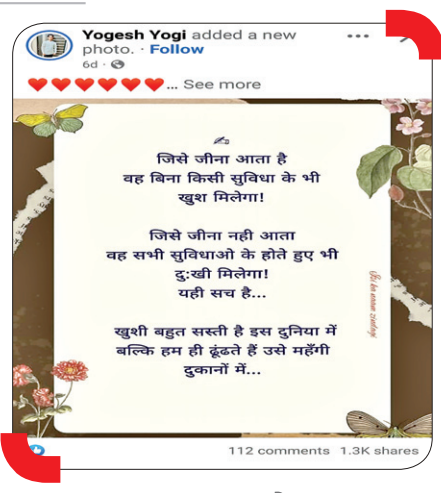 Yogesh Yogi added a new
photo. · Follow
6d ·
❤️❤️❤️❤️❤️❤️... See more
✍️
जिसे जीना आता है
वह बिना किसी सुविधा के भी
खुश मिलेगा!
जिसे जीना नही आता
वह सभी सुविधाओ के होते हुए भी
दु:खी मिलेगा!
यही सच है...
खुशी बहुत सस्ती है इस दुनिया में
बल्कि हम ही ढूंढते हैं उसे महँगी
दुकानों में...
112 comments 1.3K shares